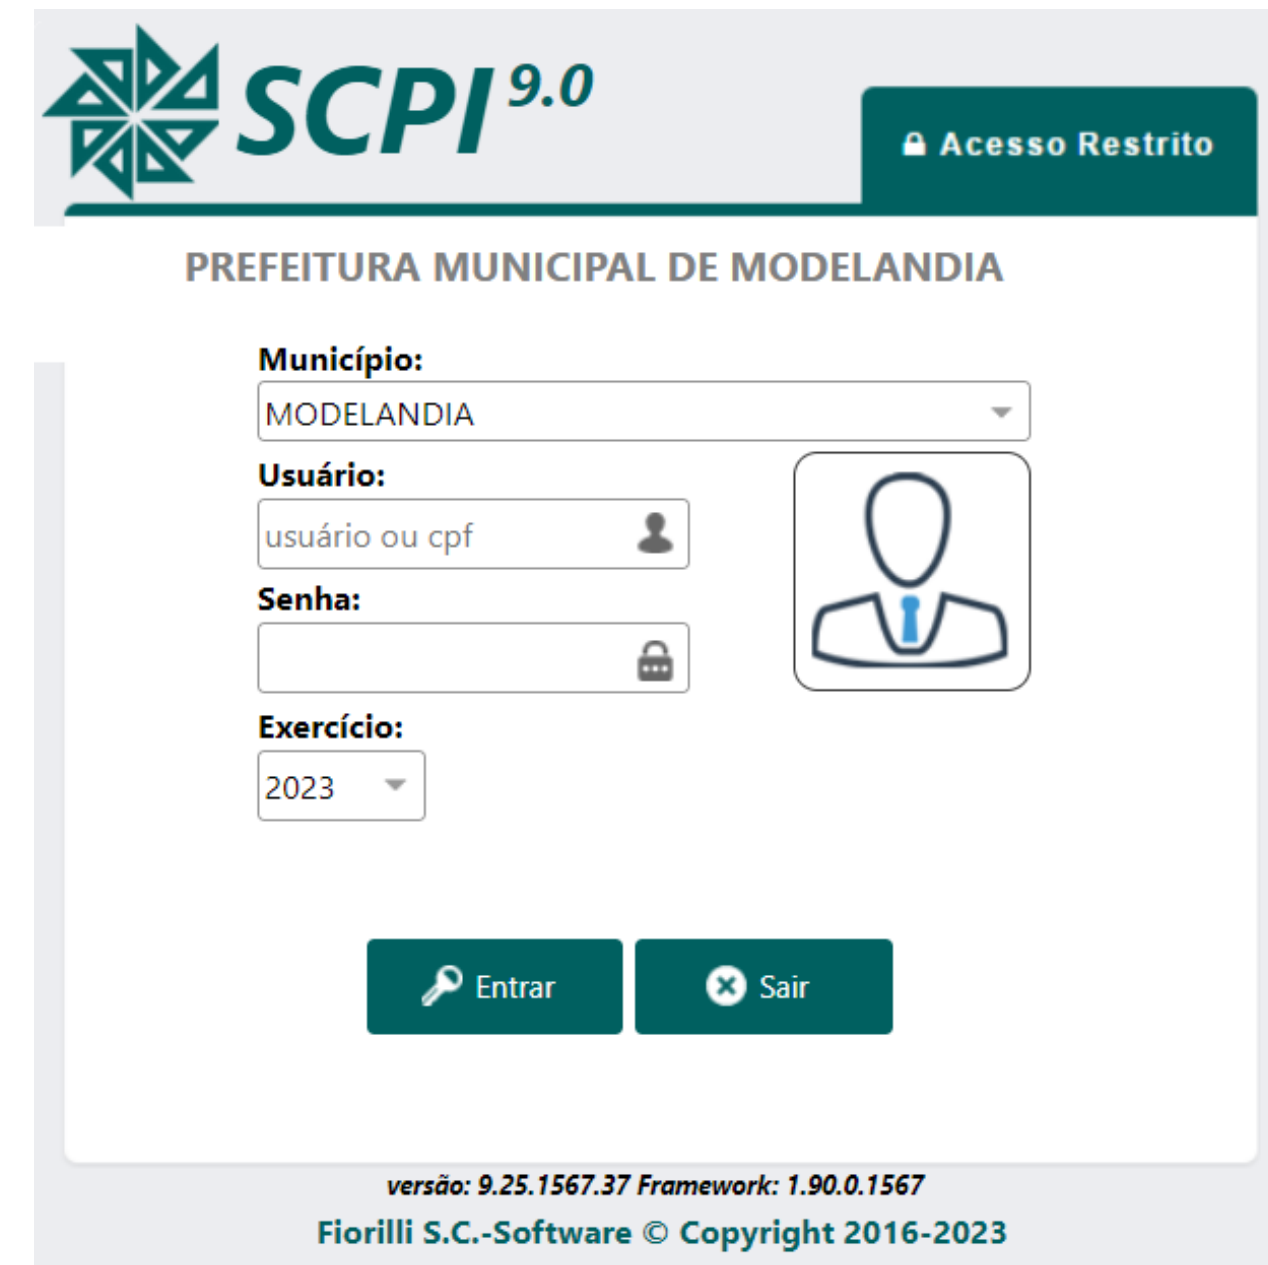 SCPI 9.0
Acesso Restrito
PREFEITURA MUNICIPAL DE MODELANDIA
Município:
MODELANDIA
Usuário:
usuário ou cpf
Senha:
Exercício:
2023
Entrar
Sair
versão: 9.25.1567.37 Framework: 1.90.0.1567
Fiorilli S.C.-Software © Copyright 2016-2023